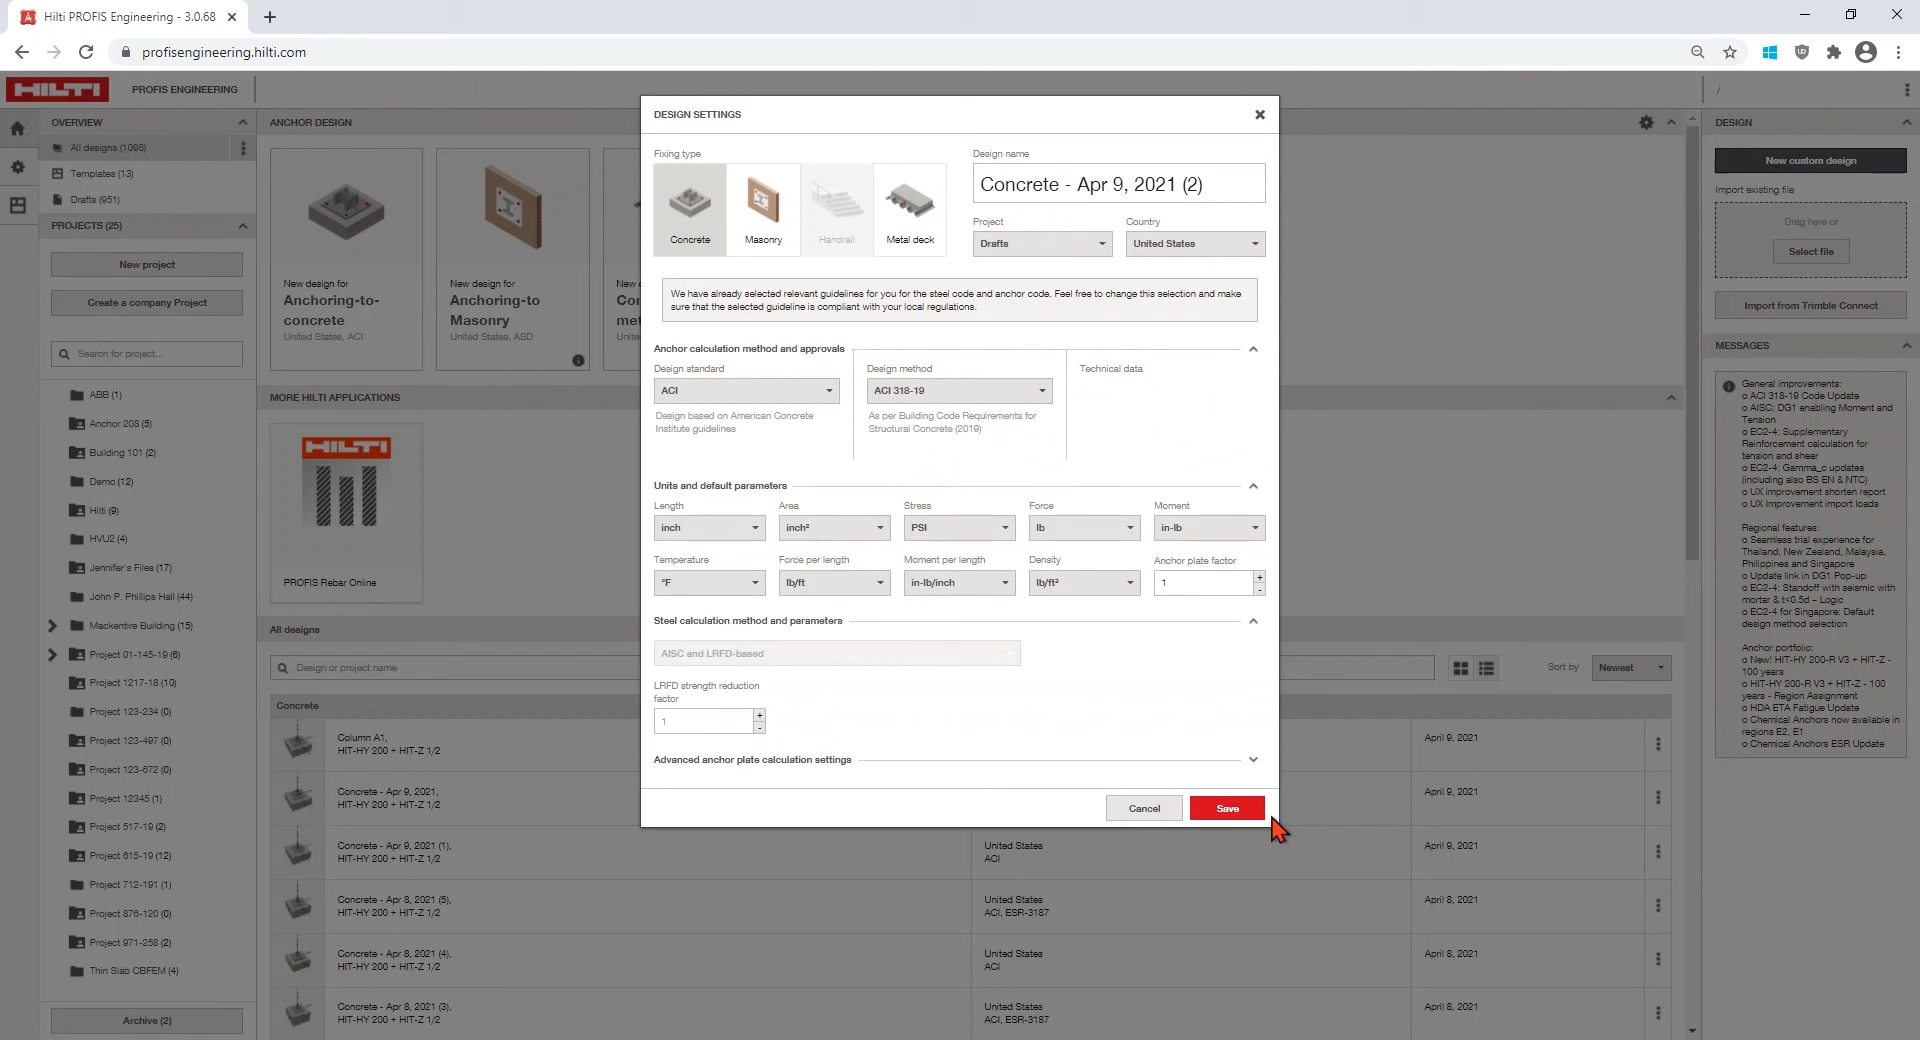 Hilti PROFIS Engineering - 3.0.68
profisengineering.hilti.com
HILTI
PROFIS ENGINEERING
/
OVERVIEW
All designs (1098)
Templates (13)
Drafts (951)
PROJECTS (25)
New project
Create a company Project
Search for project...
ABB (1)
Anchor 208 (5)
Building 101 (2)
Demo (12)
Hilti (9)
HVU2 (4)
Jennifer's Files (17)
John P. Phillips Hall (44)
Mackentire Building (15)
Project 01-145-19 (6)
Project 1217-18 (10)
Project 123-234 (0)
Project 123-497 (0)
Project 123-672 (0)
Project 12345 (1)
Project 517-19 (2)
Project 615-19 (12)
Project 712-191 (1)
Project 876-120 (0)
Project 971-258 (2)
Thin Slab CBFEM (4)
Archive (2)
ANCHOR DESIGN
New design for
Anchoring-to-
concrete
United States, ACI
New design for
Anchoring-to
Masonry
United States, ASD
MORE HILTI APPLICATIONS
HILTI
PROFIS Rebar Online
All designs
Design or project name
Sort by
Newest
Concrete
Column A1,
HIT-HY 200 + HIT-Z 1/2
April 9, 2021
Concrete - Apr 9, 2021,
HIT-HY 200 + HIT-Z 1/2
April 9, 2021
Concrete - Apr 9, 2021 (1),
HIT-HY 200 + HIT-Z 1/2
United States
ACI
April 9, 2021
Concrete - Apr 8, 2021 (5),
HIT-HY 200 + HIT-Z 1/2
United States
ACI, ESR-3187
April 8, 2021
Concrete - Apr 8, 2021 (4),
HIT-HY 200 + HIT-Z 1/2
United States
ACI
April 8, 2021
Concrete - Apr 8, 2021 (3),
HIT-HY 200 + HIT-Z 1/2
United States
ACI, ESR-3187
April 8, 2021
DESIGN SETTINGS
Fixing type
Concrete
Masonry
Handrail
Metal deck
Design name
Concrete - Apr 9, 2021 (2)
Project
Drafts
Country
United States
We have already selected relevant guidelines for you for the steel code and anchor code. Feel free to change this selection and make
sure that the selected guideline is compliant with your local regulations.
Anchor calculation method and approvals
Design standard
ACI
Design based on American Concrete
Institute guidelines
Design method
ACI 318-19
As per Building Code Requirements for
Structural Concrete (2019)
Technical data
Units and default parameters
Length
inch
Area
inch²
Stress
PSI
Force
lb
Moment
in-lb
Temperature
°F
Force per length
lb/ft
Moment per length
in-lb/inch
Density
lb/ft³
Anchor plate factor
1
Steel calculation method and parameters
AISC and LRFD-based
LRFD strength reduction
factor
1
Advanced anchor plate calculation settings
Cancel
Save
DESIGN
New custom design
Import existing file
Drag here or
Select file
Import from Trimble Connect
MESSAGES
General improvements:
o ACI 318-19 Code Update
o AISC: DG1 enabling Moment and
Tension
o EC2-4: Supplementary
Reinforcement calculation for
tension and shear
o EC2-4: Gamma_c updates
(including also BS EN & NTC)
o UX improvement shorten report
o UX Improvement import loads
Regional features:
o Seamless trial experience for
Thailand, New Zealand, Malaysia,
Philippines and Singapore
o Update link in DG1 Pop-up
o EC2-4: Standoff with seismic with
mortar & t<0.5d – Logic
o EC2-4 for Singapore: Default
design method selection
Anchor portfolio:
o New! HIT-HY 200-R V3 + HIT-Z -
100 years
o HIT-HY 200-R V3 + HIT-Z - 100
years - Region Assignment
o HDA ETA Fatigue Update
o Chemical Anchors now available in
regions E2, E1
o Chemical Anchors ESR Update